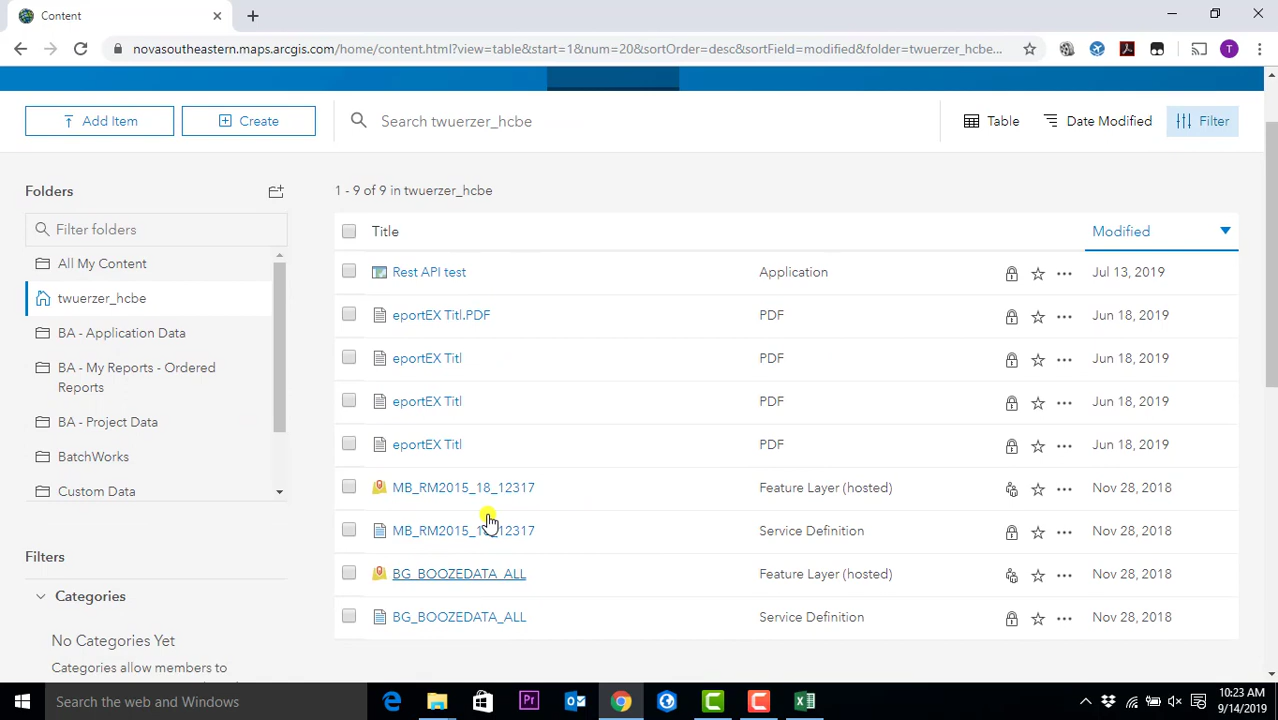 Content
novasoutheastern.maps.arcgis.com/home/content.html?view=table&start=1&num=20&sortOrder=desc&sortField=modified&folder=twuerzer_hcbe...
T
Add Item
Create
Search twuerzer_hcbe
Table
Date Modified
Filter
Folders
1 - 9 of 9 in twuerzer_hcbe
Filter folders
Title
Modified
All My Content
twuerzer_hcbe
BA - Application Data
BA - My Reports - Ordered
Reports
BA - Project Data
BatchWorks
Custom Data
Rest API test Application Jul 13, 2019
eportEX Titl.PDF PDF Jun 18, 2019
eportEX Titl PDF Jun 18, 2019
eportEX Titl PDF Jun 18, 2019
eportEX Titl PDF Jun 18, 2019
MB_RM2015_18_12317 Feature Layer (hosted) Nov 28, 2018
MB_RM2015_18_12317 Service Definition Nov 28, 2018
BG_BOOZEDATA_ALL Feature Layer (hosted) Nov 28, 2018
BG_BOOZEDATA_ALL Service Definition Nov 28, 2018
Filters
Categories
No Categories Yet
Categories allow members to
Search the web and Windows
Pr
10:23 AM
9/14/2019